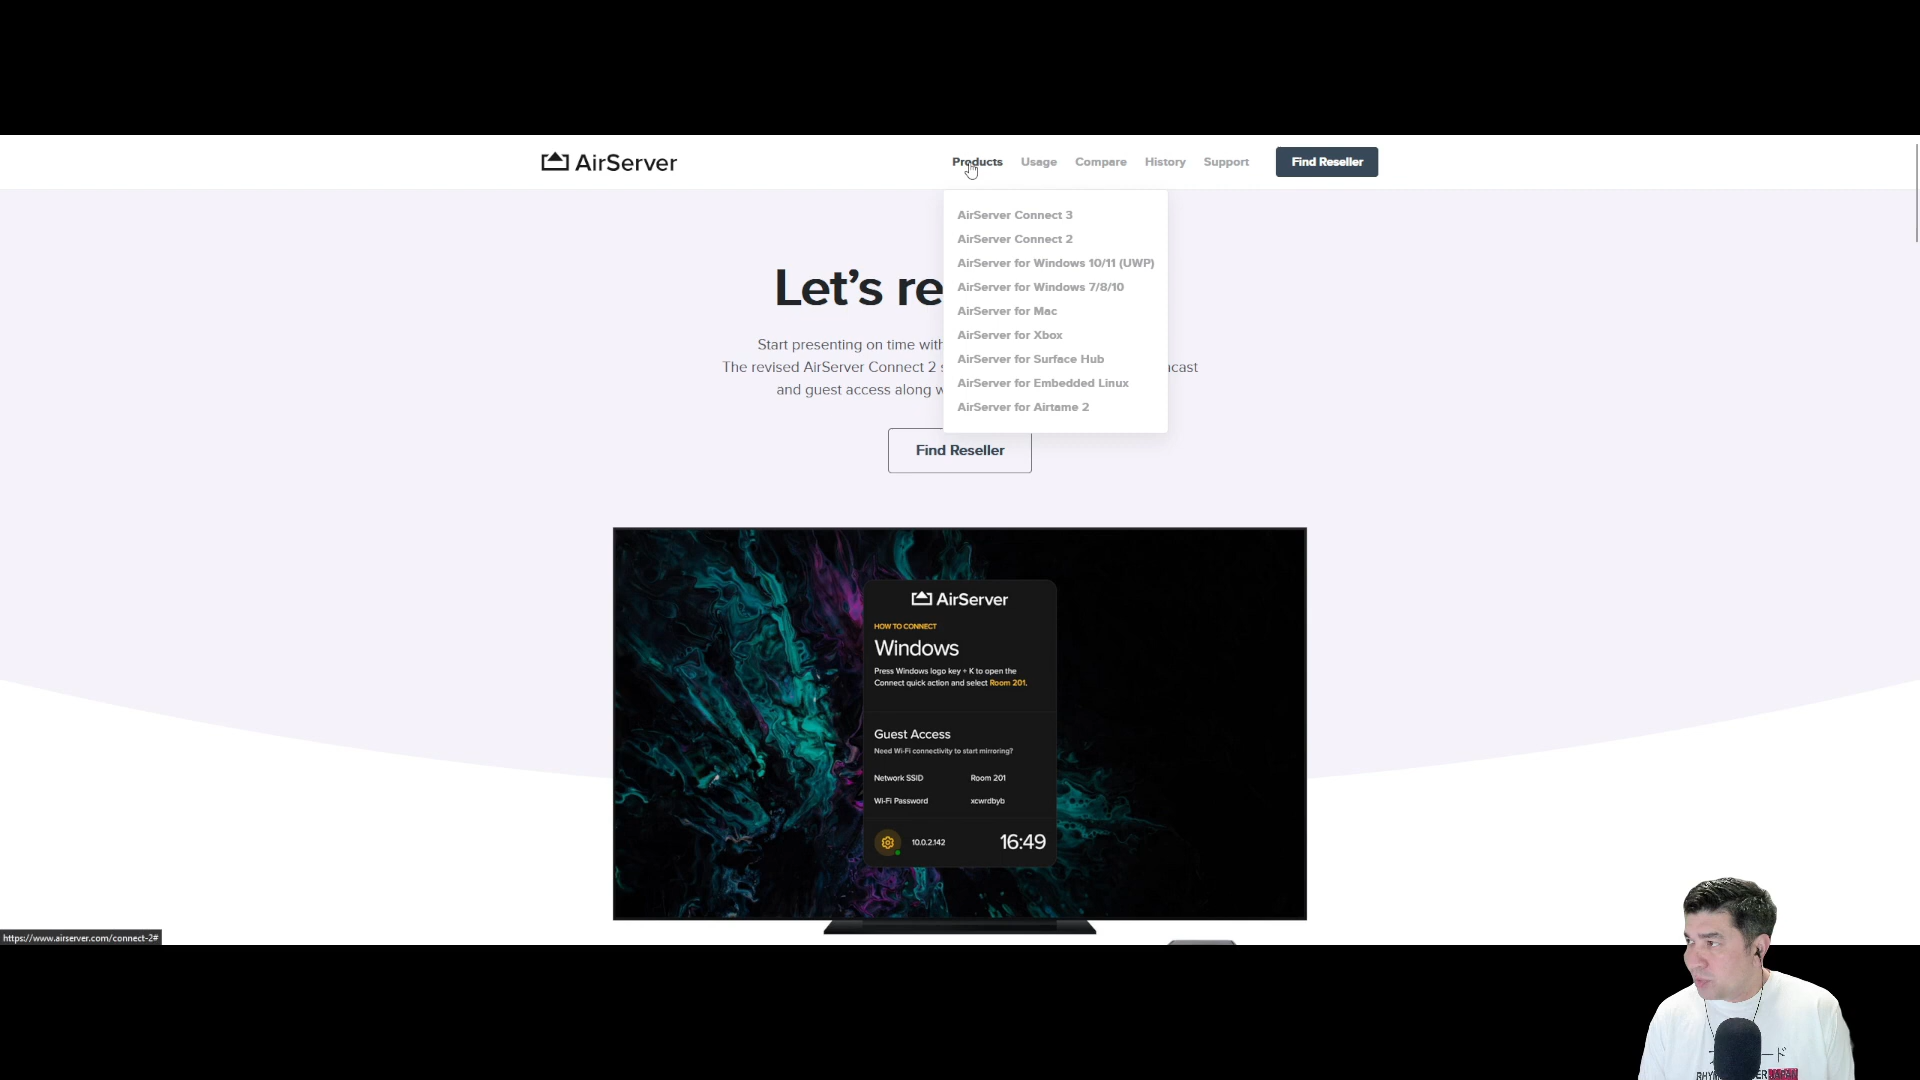 AirServer
Products Usage Compare History Support Find Reseller
AirServer Connect 3
AirServer Connect 2
AirServer for Windows 10/11 (UWP)
AirServer for Windows 7/8/10
AirServer for Mac
AirServer for Xbox
AirServer for Surface Hub
AirServer for Embedded Linux
AirServer for Airtame 2
Let's re
Start presenting on time with
The revised AirServer Connect 2
and guest access along
Find Reseller
AirServer
HOW TO CONNECT
Windows
Press Windows logo key + K to open the
Connect quick action and select Room 201.
Guest Access
Need Wi-Fi connectivity to start mirroring?
Network SSID Room 201
Wi-Fi Password xcwrdbyb
10.0.2.142 16:49
https://www.airserver.com/connect-2#